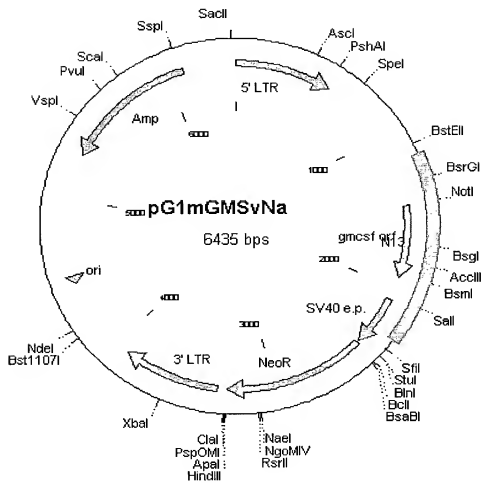 SacII
SspI
ScaI
PvuI
VspI
AscI
PshAI
SpeI
5' LTR
Amp
BstEII
BsrGI
NotI
6000
1000
5000
pG1mGMSvNa
6435 bps
gmcsf orf
N13
2000
BsgI
AccIII
BsmI
SalI
ori
4000
SV40 e.p.
3000
3' LTR
NeoR
NdeI
Bst1107I
SfiI
StuI
BlnI
BclI
BsaBI
XbaI
ClaI
PspOMI
ApaI
HindIII
NaeI
NgoMIV
RsrII